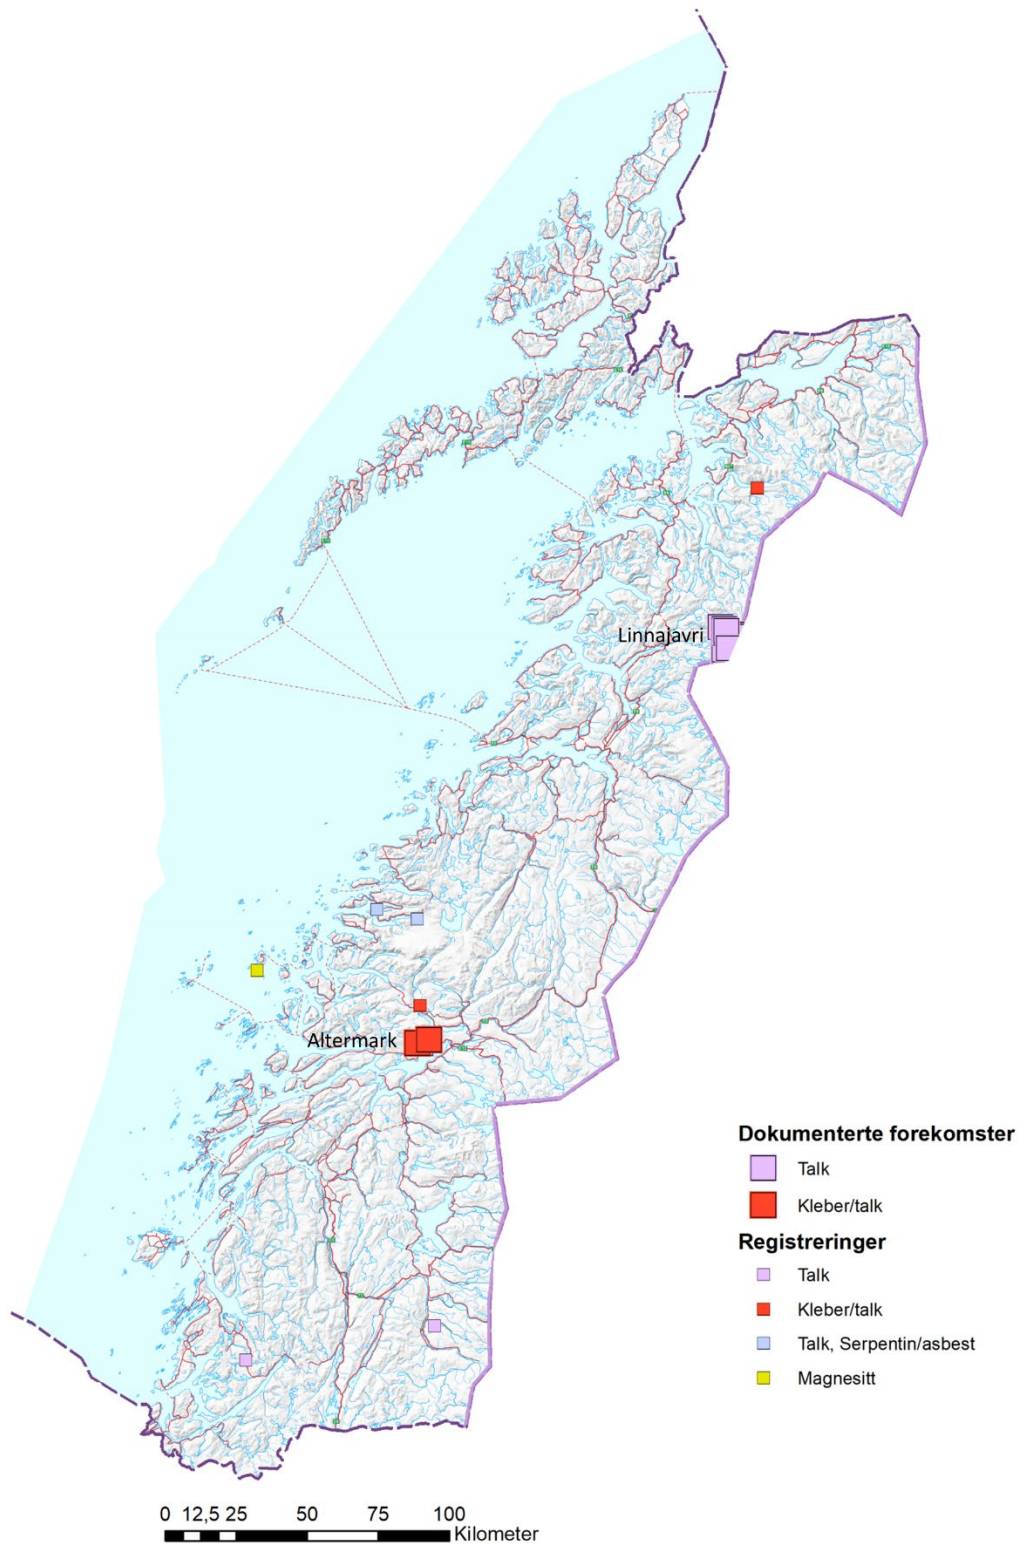 Linnajavri
Altermark
Dokumenterte forekomster
Talk
Kleber/talk
Registreringer
Talk
Kleber/talk
Talk, Serpentin/asbest
Magnesitt
0 12,5 25 50 75 100
Kilometer